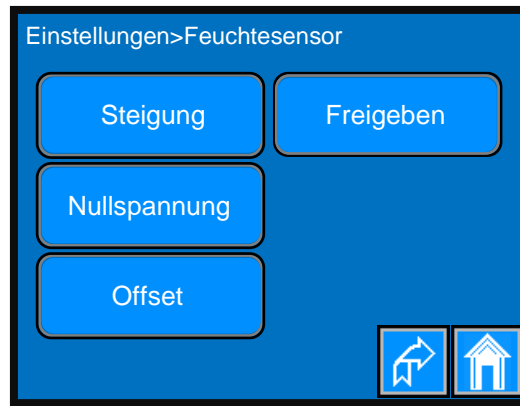 Einstellungen>Feuchtesensor
Steigung
Freigeben
Nullspannung
Offset